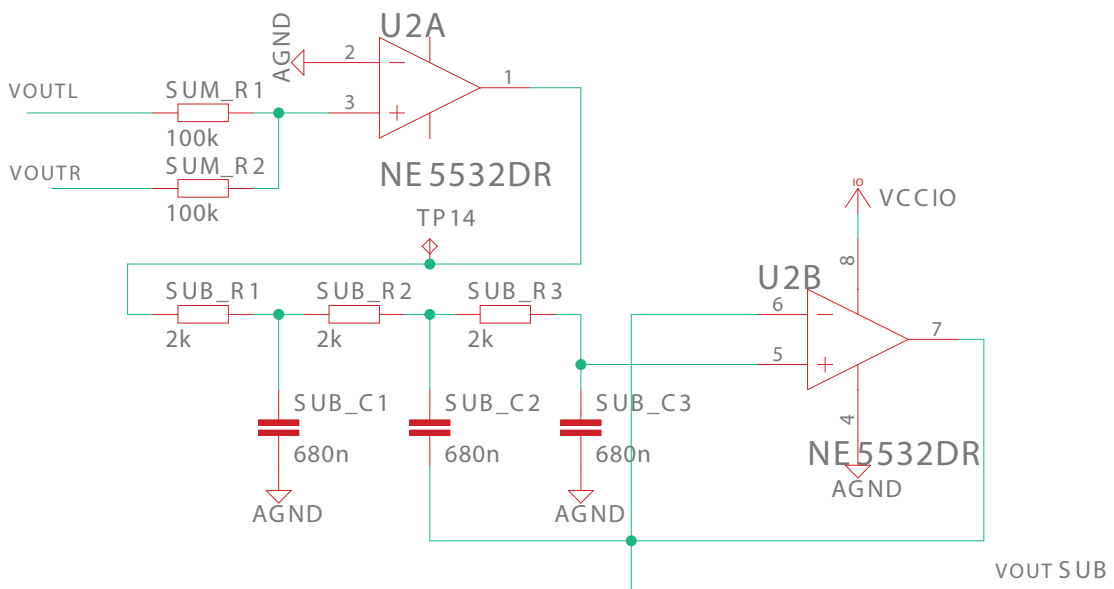 U2A
AGND
2
1
VOUTL
SUM_R1
3
100k
VOUTR
SUM_R2
NE5532DR
100k
TP14
IO
VCCIO
8
U2B
SUB_R1
SUB_R2
SUB_R3
6
7
2k
2k
2k
5
SUB_C1
SUB_C2
SUB_C3
4
680n
680n
680n
NE5532DR
AGND
AGND
AGND
VOUT SUB